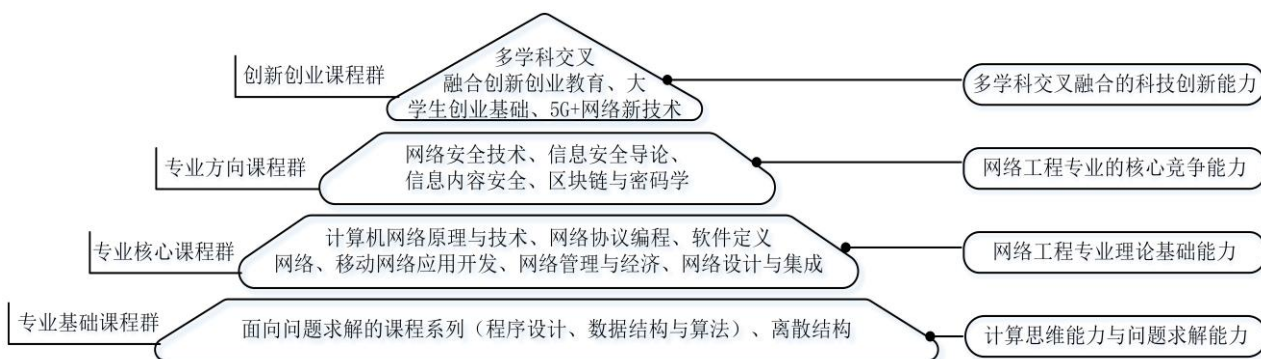 创新创业课程群
多学科交叉
融合创新创业教育、大
学生创业基础、5G+网络新技术
多学科交叉融合的科技创新能力
专业方向课程群
网络安全技术、信息安全导论、
信息内容安全、区块链与密码学
网络工程专业的核心竞争能力
专业核心课程群
计算机网络原理与技术、网络协议编程、软件定义
网络、移动网络应用开发、网络管理与经济、网络设计与集成
网络工程专业理论基础能力
专业基础课程群
面向问题求解的课程系列（程序设计、数据结构与算法）、离散结构
计算思维能力与问题求解能力